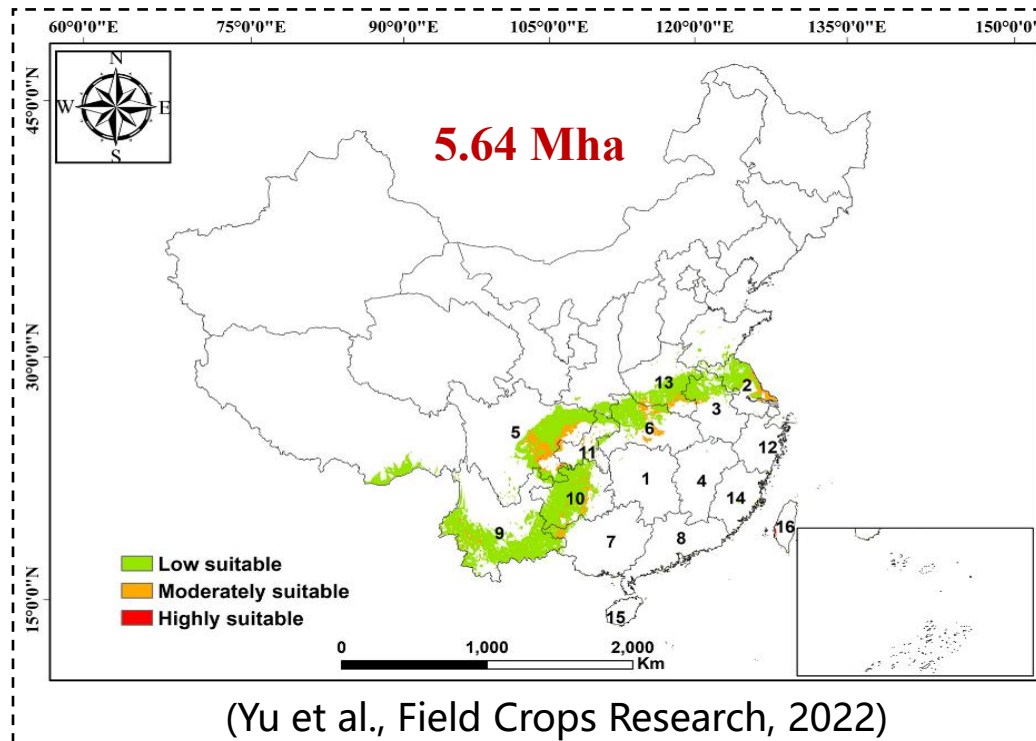 60°0'0"E 75°0'0"E 90°0'0"E 105°0'0"E 120°0'0"E 135°0'0"E 150°0'0"E
45°0'0"N
30°0'0"N
15°0'0"N
N
W E
S
5.64 Mha
13 2
3
5 6
11 12
1 4
10 14
9 7 8 16
15
Low suitable
Moderately suitable
Highly suitable
0 1,000 2,000
Km
(Yu et al., Field Crops Research, 2022)